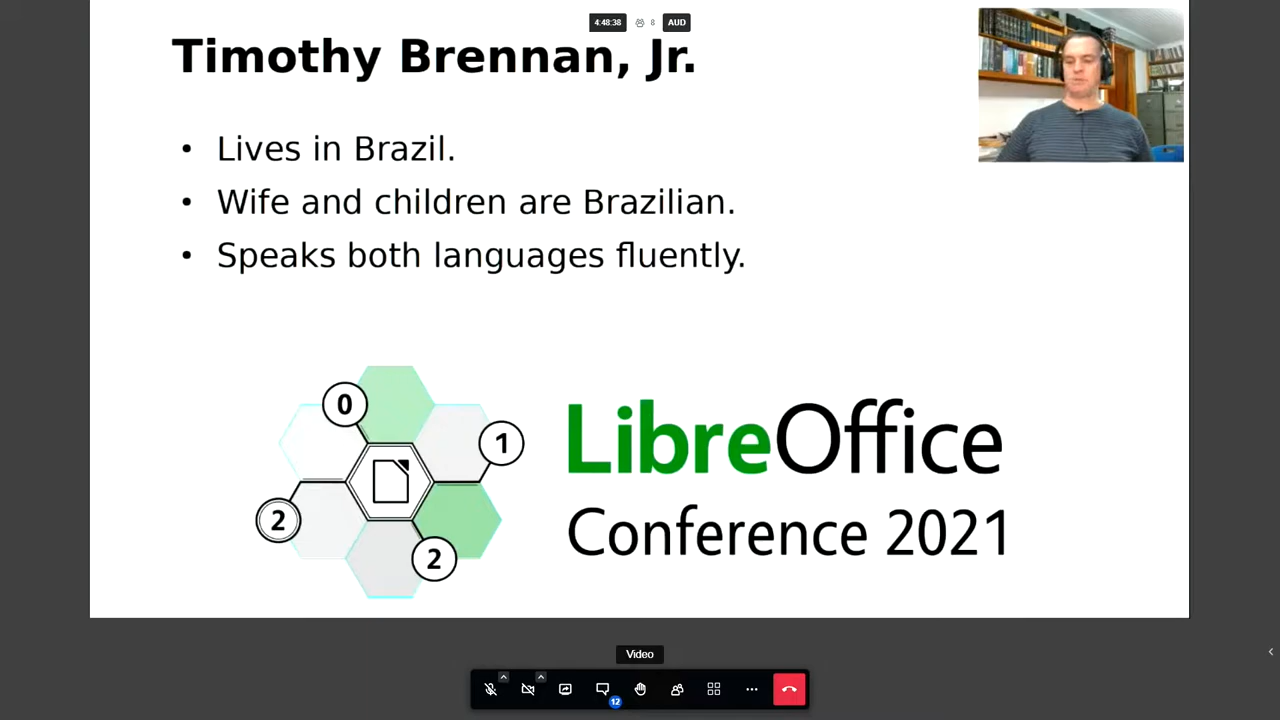 4:48:38 8 AUD
Timothy Brennan, Jr.
• Lives in Brazil.
• Wife and children are Brazilian.
• Speaks both languages fluently.
0
1
2
2
LibreOffice
Conference 2021
Video
12